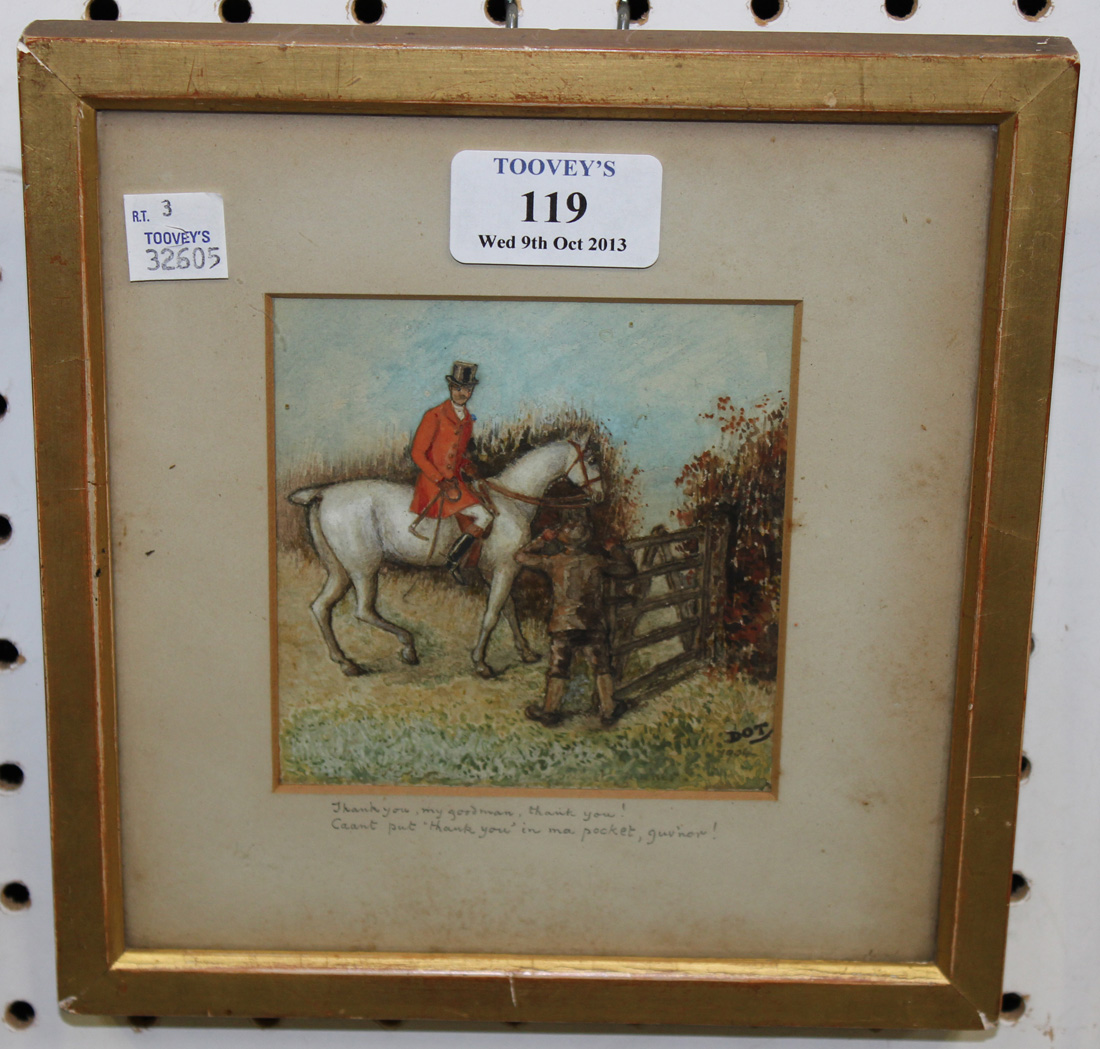 TOOVEY'S
119
Wed 9th Oct 2013
R.T. 3
TOOVEY'S
32605
DOT
Thank you, my goodman, thank you!
Caant put "thank you" in ma pocket, guv'nor!